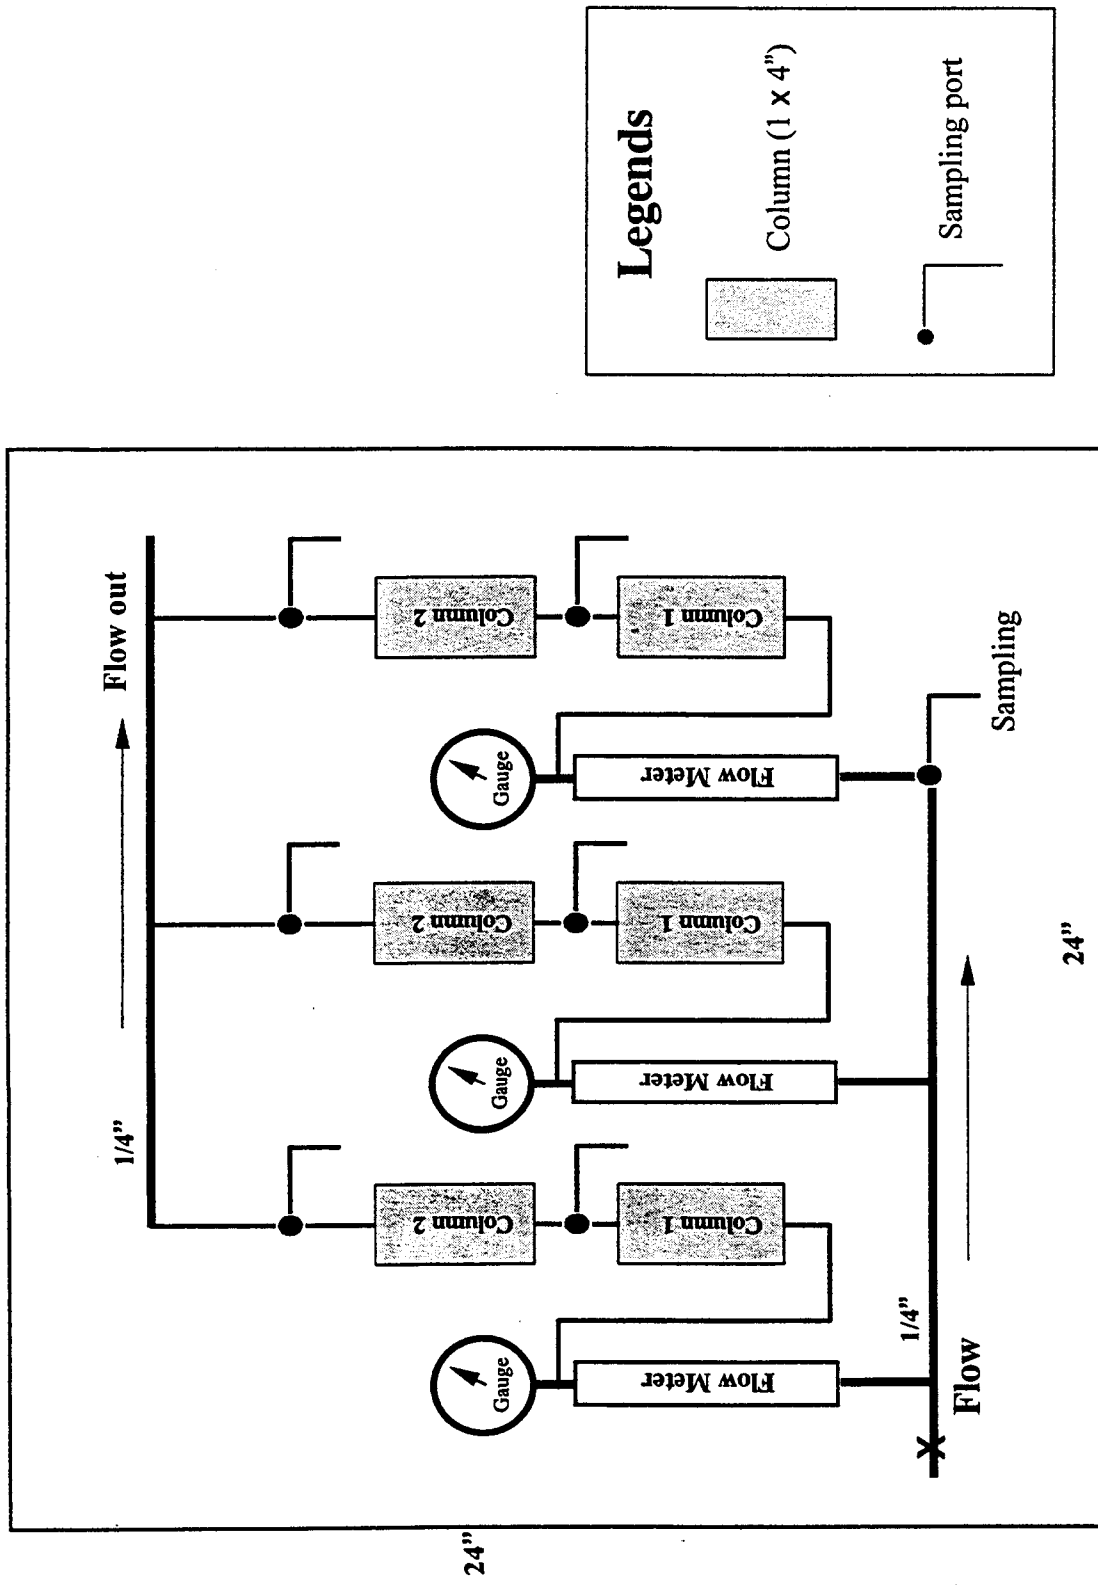 Flow out
1/4”
Gauge
Gauge
Gauge
Column 2
Column 2
Column 2
Flow Meter
Flow Meter
Flow Meter
Column 1
Column 1
Column 1
1/4”
Flow
Sampling
24”
24”
Legends
Column (1 x 4”)
Sampling port